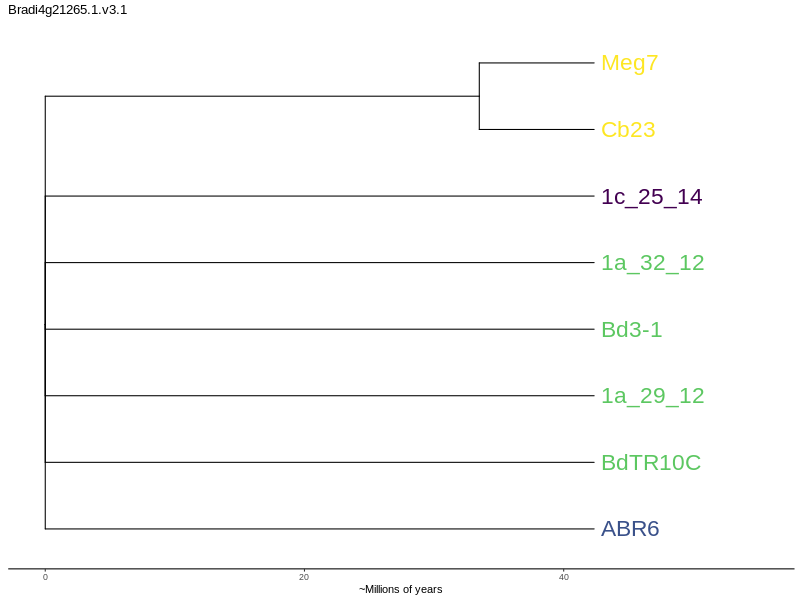 Bradi4g21265.1.v3.1
Meg7
Cb23
1c_25_14
1a_32_12
Bd3-1
1a_29_12
BdTR10C
ABR6
0 20 40
~Millions of years